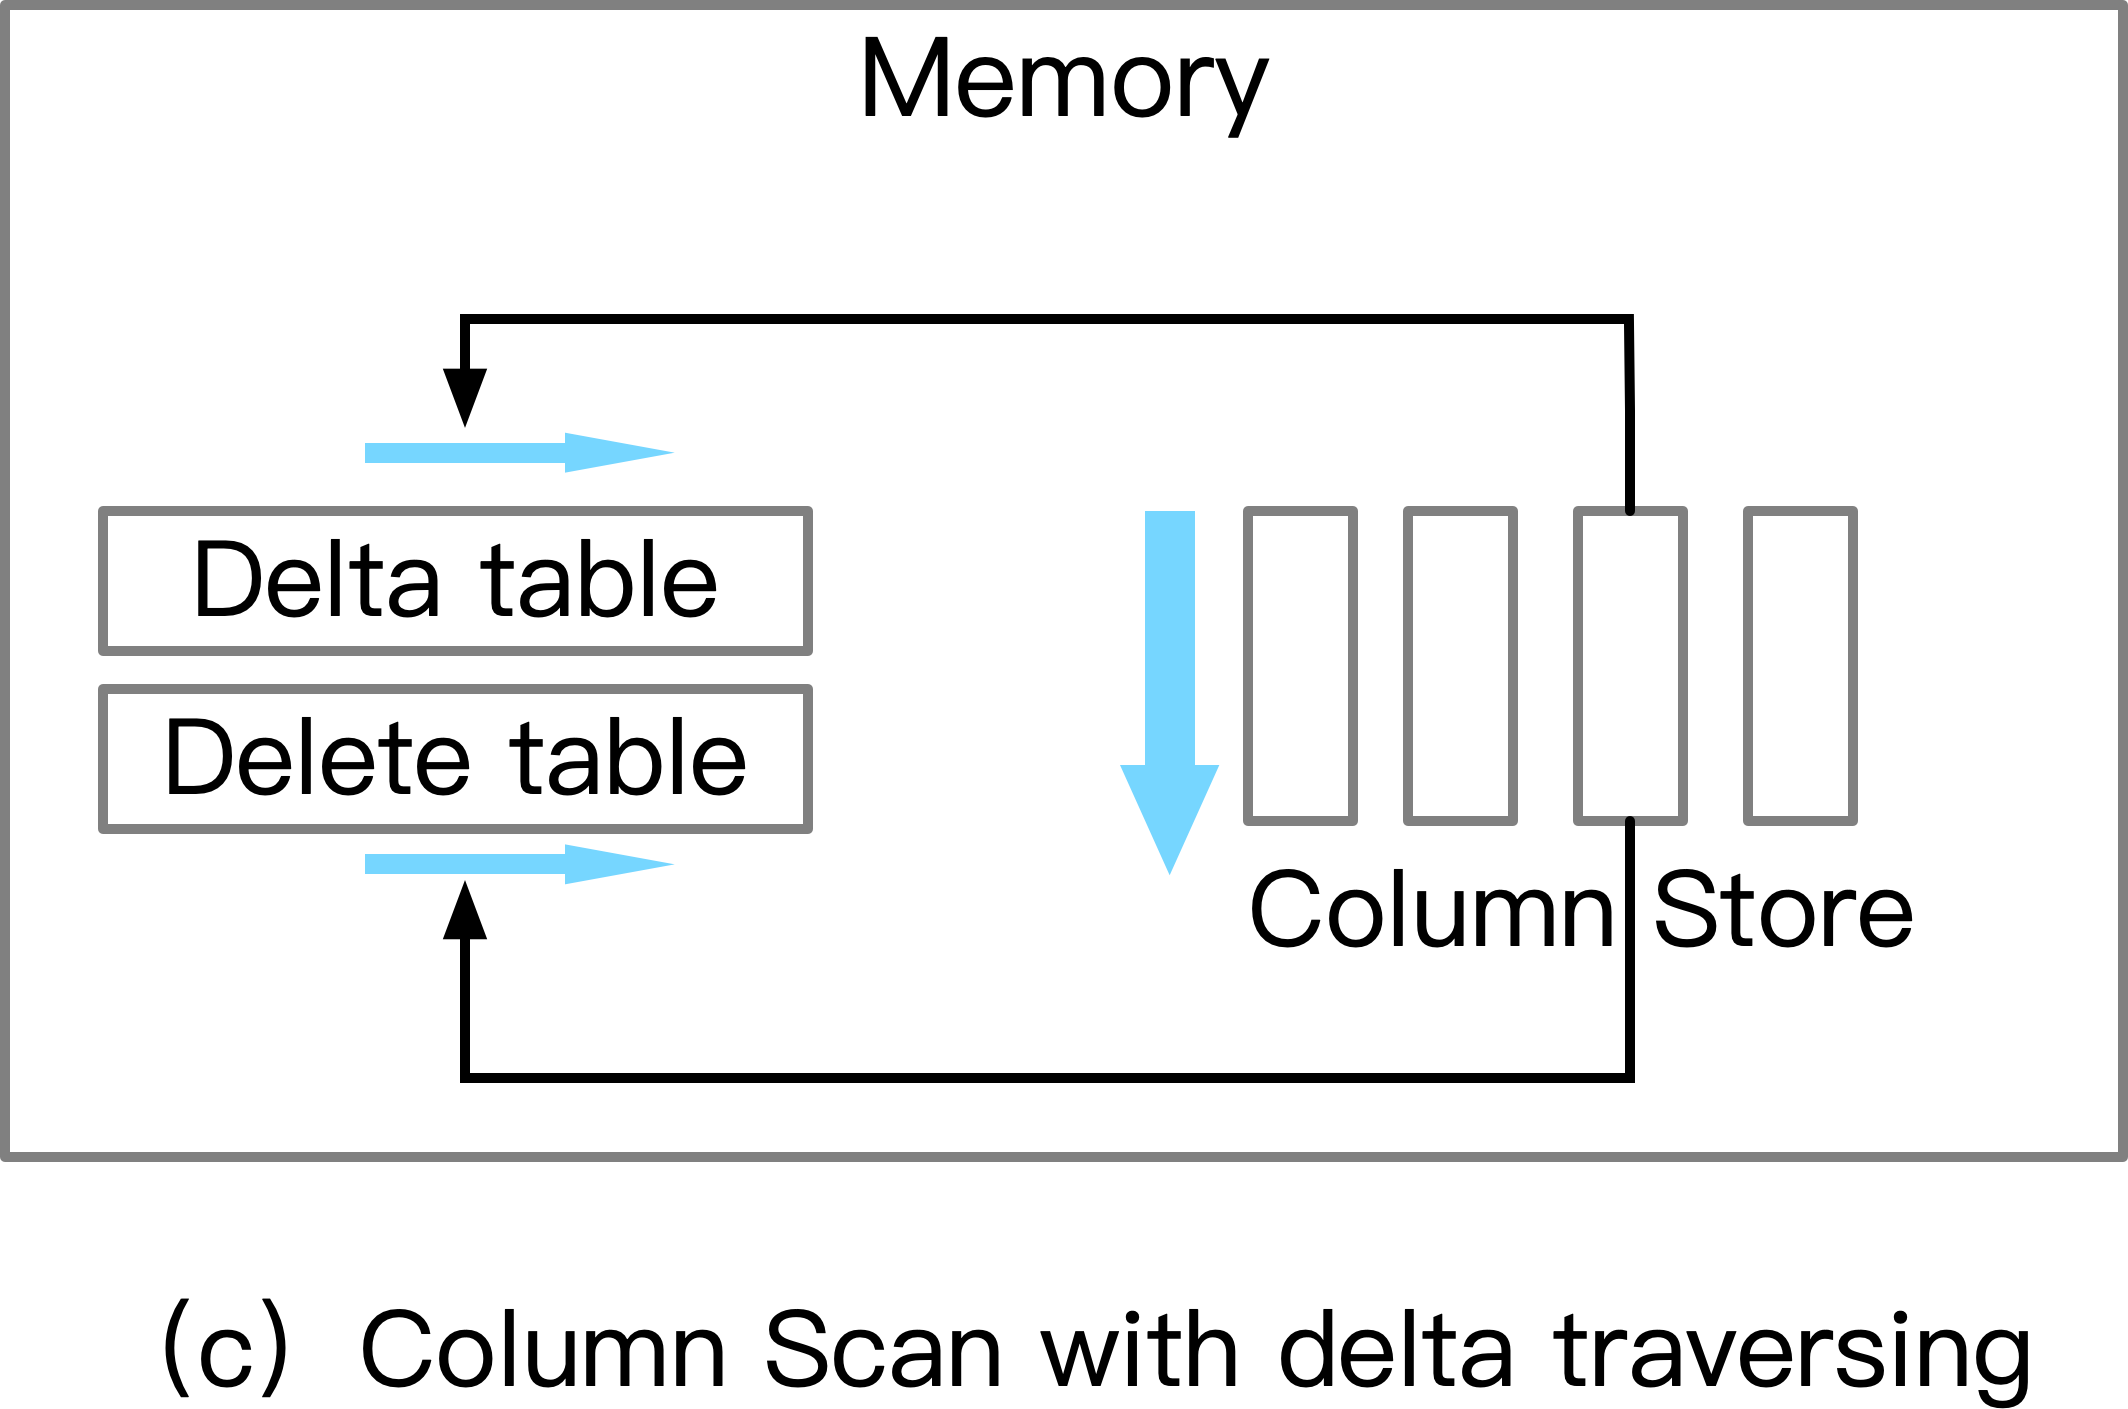 Memory
Delta table
Delete table
Column Store
(c) Column Scan with delta traversing